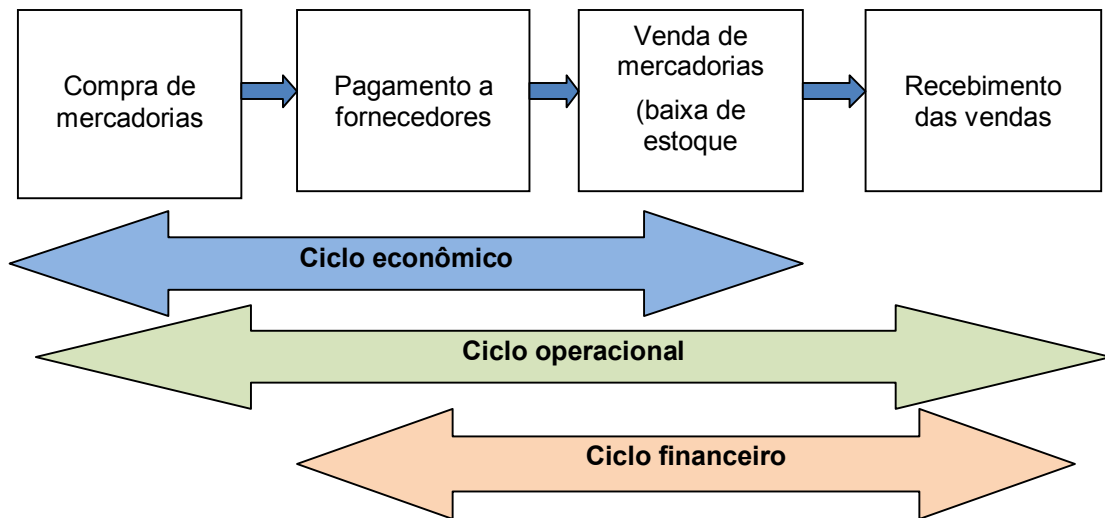 Compra de
mercadorias
Pagamento a
fornecedores
Venda de
mercadorias
(baixa de
estoque
Recebimento
das vendas
Ciclo econômico
Ciclo operacional
Ciclo financeiro